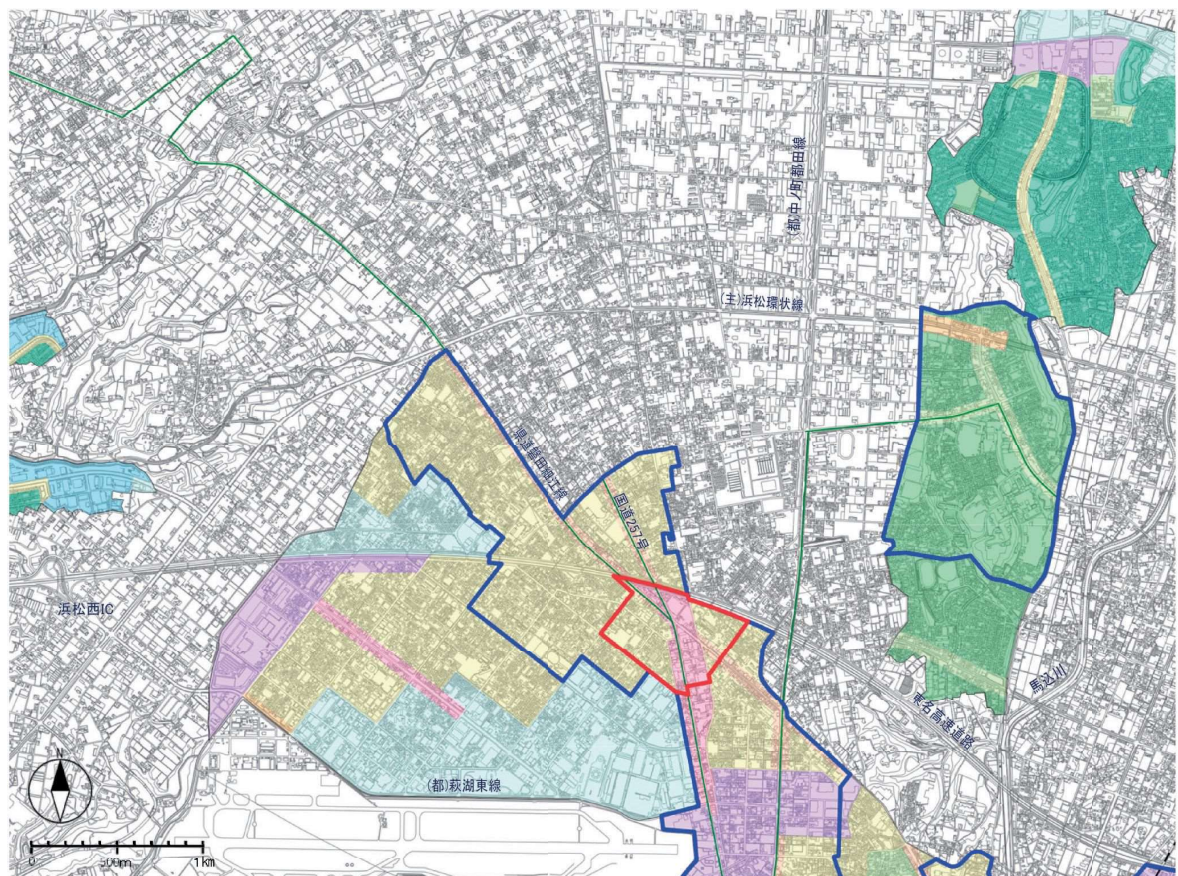 (都)中ノ町都田線
(主)浜松環状線
県道磐田細江線
国道257号
浜松西IC
馬込川
東名高速道路
(都)萩湖東線
N
0 500m 1km